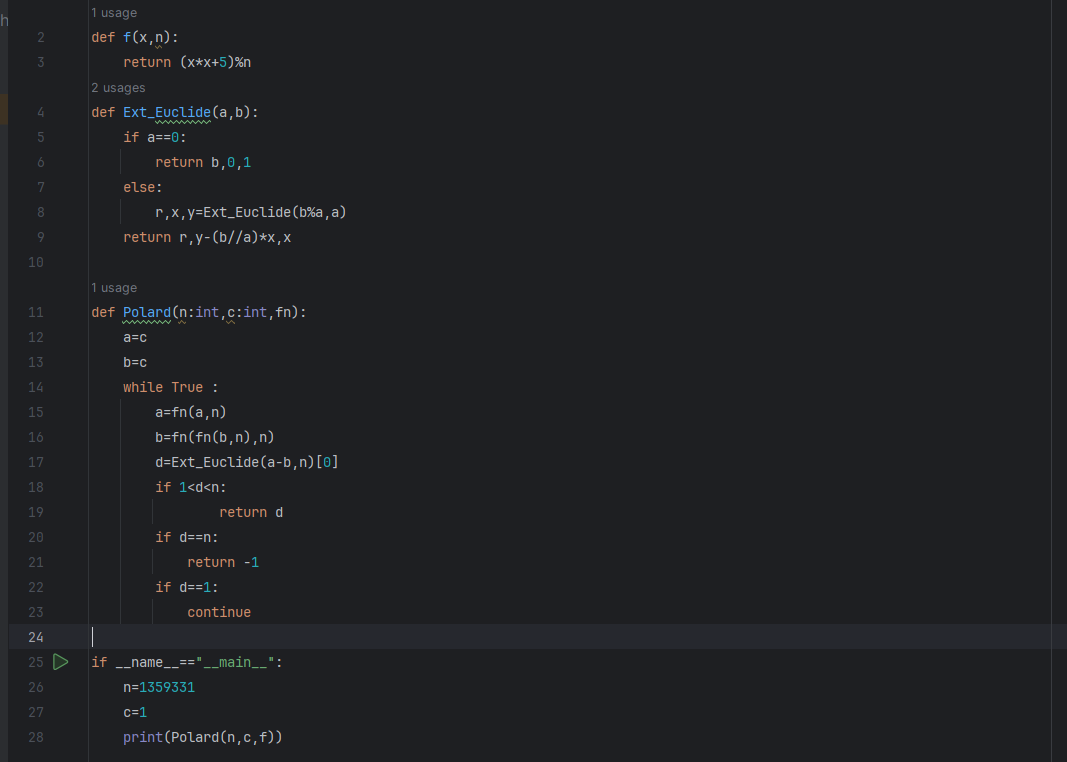 h
1 usage
2 def f(x,n):
3     return (x*x+5)%n
2 usages
4 def Ext_Euclide(a,b):
5     if a==0:
6         return b,0,1
7     else:
8         r,x,y=Ext_Euclide(b%a,a)
9     return r,y-(b//a)*x,x
10
1 usage
11 def Polard(n:int,c:int,fn):
12     a=c
13     b=c
14     while True :
15         a=fn(a,n)
16         b=fn(fn(b,n),n)
17         d=Ext_Euclide(a-b,n)[0]
18         if 1<d<n:
19                 return d
20         if d==n:
21             return -1
22         if d==1:
23             continue
24
25 if __name__=="__main__":
26     n=1359331
27     c=1
28     print(Polard(n,c,f))